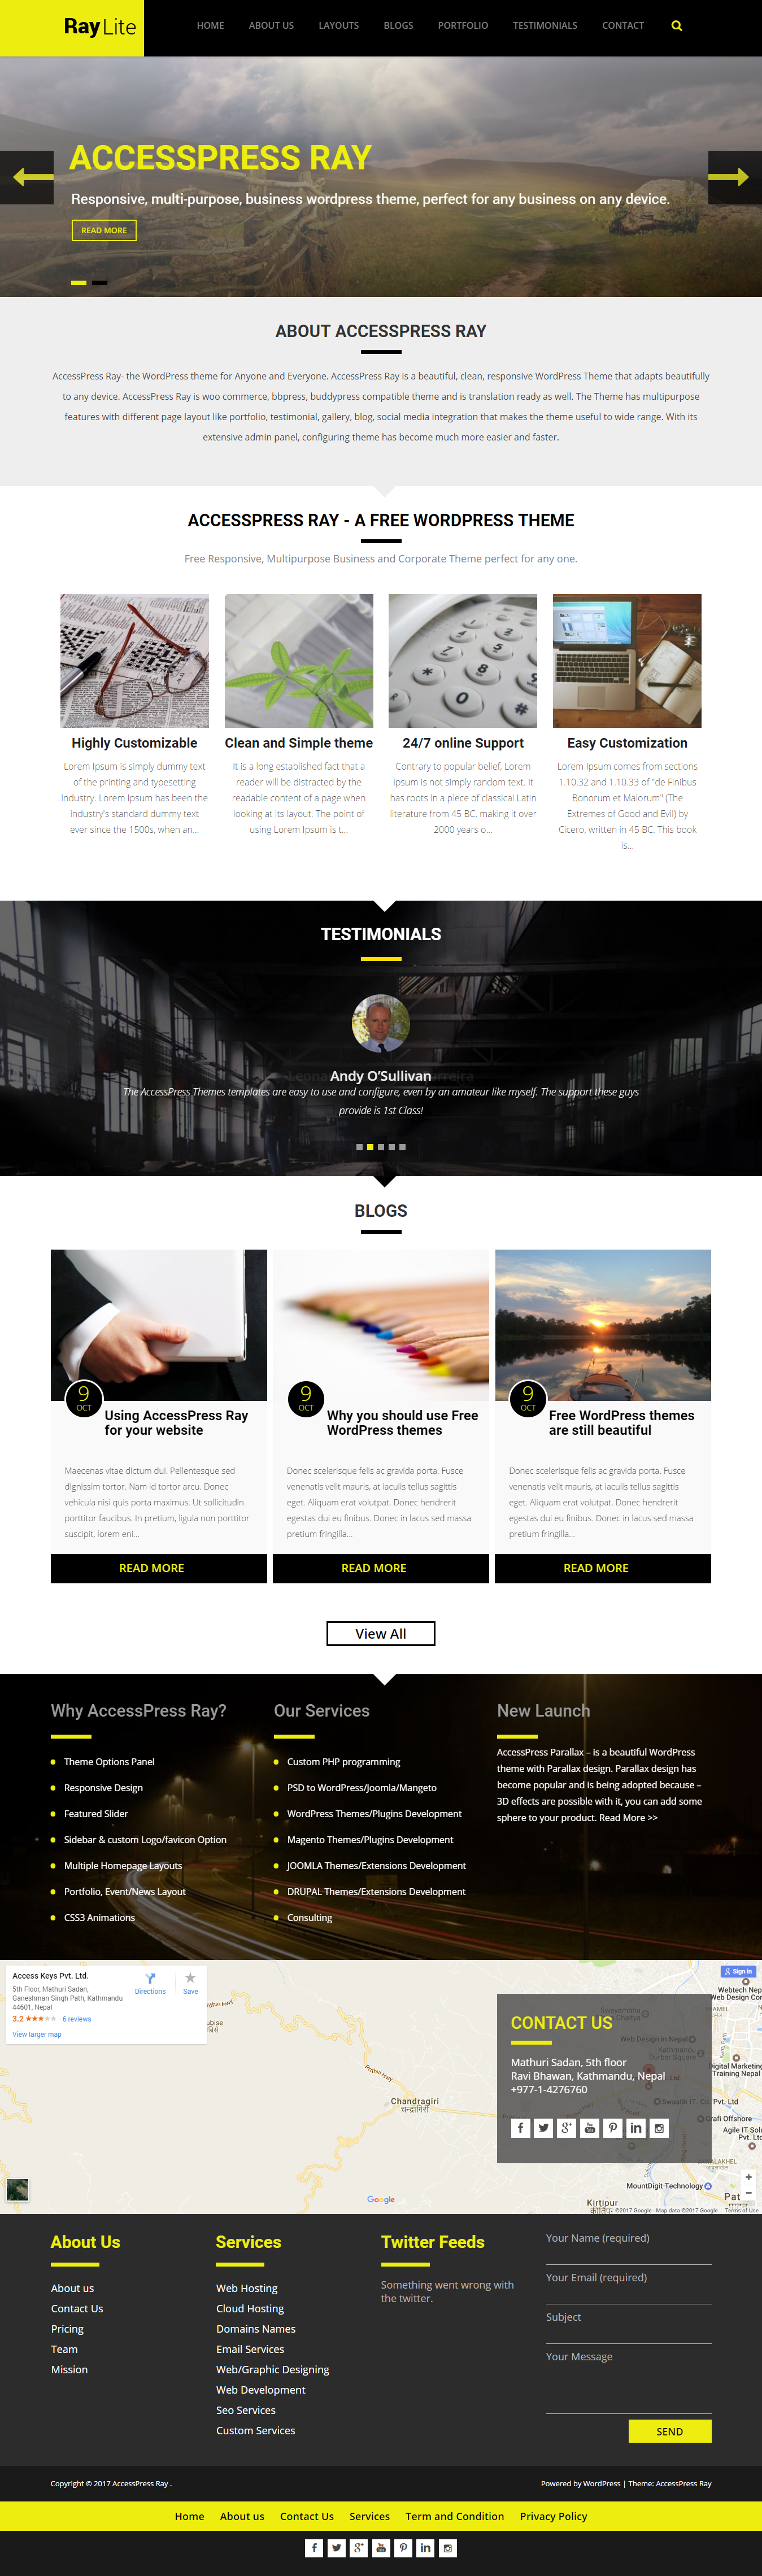 Ray Lite
HOME ABOUT US LAYOUTS BLOGS PORTFOLIO TESTIMONIALS CONTACT
ACCESSPRESS RAY
Responsive, multi-purpose, business wordpress theme, perfect for any business on any device.
READ MORE
ABOUT ACCESSPRESS RAY
AccessPress Ray- the WordPress theme for Anyone and Everyone. AccessPress Ray is a beautiful, clean, responsive WordPress Theme that adapts beautifully
to any device. AccessPress Ray is woo commerce, bbpress, buddypress compatible theme and is translation ready as well. The Theme has multipurpose
features with different page layout like portfolio, testimonial, gallery, blog, social media integration that makes the theme useful to wide range. With its
extensive admin panel, configuring theme has become much more easier and faster.
ACCESSPRESS RAY - A FREE WORDPRESS THEME
Free Responsive, Multipurpose Business and Corporate Theme perfect for any one.
Highly Customizable
Lorem Ipsum is simply dummy text
of the printing and typesetting
industry. Lorem Ipsum has been the
industry's standard dummy text
ever since the 1500s, when an...
Clean and Simple theme
It is a long established fact that a
reader will be distracted by the
readable content of a page when
looking at its layout. The point of
using Lorem Ipsum is t...
24/7 online Support
Contrary to popular belief, Lorem
Ipsum is not simply random text. It
has roots in a piece of classical Latin
literature from 45 BC, making it over
2000 years o...
Easy Customization
Lorem Ipsum comes from sections
1.10.32 and 1.10.33 of "de Finibus
Bonorum et Malorum" (The
Extremes of Good and Evil) by
Cicero, written in 45 BC. This book
is...
TESTIMONIALS
Andy O'Sullivan
The AccessPress Themes templates are easy to use and configure, even by an amateur like myself. The support these guys
provide is 1st Class!
BLOGS
9
OCT
Using AccessPress Ray
for your website
Maecenas vitae dictum dui. Pellentesque sed
dignissim tortor. Nam id tortor arcu. Donec
vehicula nisi quis porta maximus. Ut sollicitudin
porttitor faucibus. In pretium, ligula non porttitor
suscipit, lorem eni...
READ MORE
9
OCT
Why you should use Free
WordPress themes
Donec scelerisque felis ac gravida porta. Fusce
venenatis velit mauris, at iaculis tellus sagittis
eget. Aliquam erat volutpat. Donec hendrerit
egestas dui eu finibus. Donec in lacus sed massa
pretium fringilla...
READ MORE
9
OCT
Free WordPress themes
are still beautiful
Donec scelerisque felis ac gravida porta. Fusce
venenatis velit mauris, at iaculis tellus sagittis
eget. Aliquam erat volutpat. Donec hendrerit
egestas dui eu finibus. Donec in lacus sed massa
pretium fringilla...
READ MORE
View All
Why AccessPress Ray?
Theme Options Panel
Responsive Design
Featured Slider
Sidebar & custom Logo/favicon Option
Multiple Homepage Layouts
Portfolio, Event/News Layout
CSS3 Animations
Our Services
Custom PHP programming
PSD to WordPress/Joomla/Mangeto
WordPress Themes/Plugins Development
Magento Themes/Plugins Development
JOOMLA Themes/Extensions Development
DRUPAL Themes/Extensions Development
Consulting
New Launch
AccessPress Parallax – is a beautiful WordPress
theme with Parallax design. Parallax design has
become popular and is being adopted because –
3D effects are possible with it, you can add some
sphere to your product. Read More >>
Access Keys Pvt. Ltd.
5th Floor, Mathuri Sadan,
Ganeshman Singh Path, Kathmandu
44601, Nepal
3.2 6 reviews
View larger map
Directions
Save
Sign in
Chandragiri
चन्द्रागिरी
Google
Kirtipur
MountDigit Technology
Web Design in Nepal
Digital Marketing
Training Nepal
CONTACT US
Mathuri Sadan, 5th floor
Ravi Bhawan, Kathmandu, Nepal
+977-1-4276760
©2017 Google - Map data ©2017 Google Terms of Use
About Us
About us
Contact Us
Pricing
Team
Mission
Services
Web Hosting
Cloud Hosting
Domains Names
Email Services
Web/Graphic Designing
Web Development
Seo Services
Custom Services
Twitter Feeds
Something went wrong with
the twitter.
Your Name (required)
Your Email (required)
Subject
Your Message
SEND
Copyright © 2017 AccessPress Ray .
Powered by WordPress | Theme: AccessPress Ray
Home About us Contact Us Services Term and Condition Privacy Policy